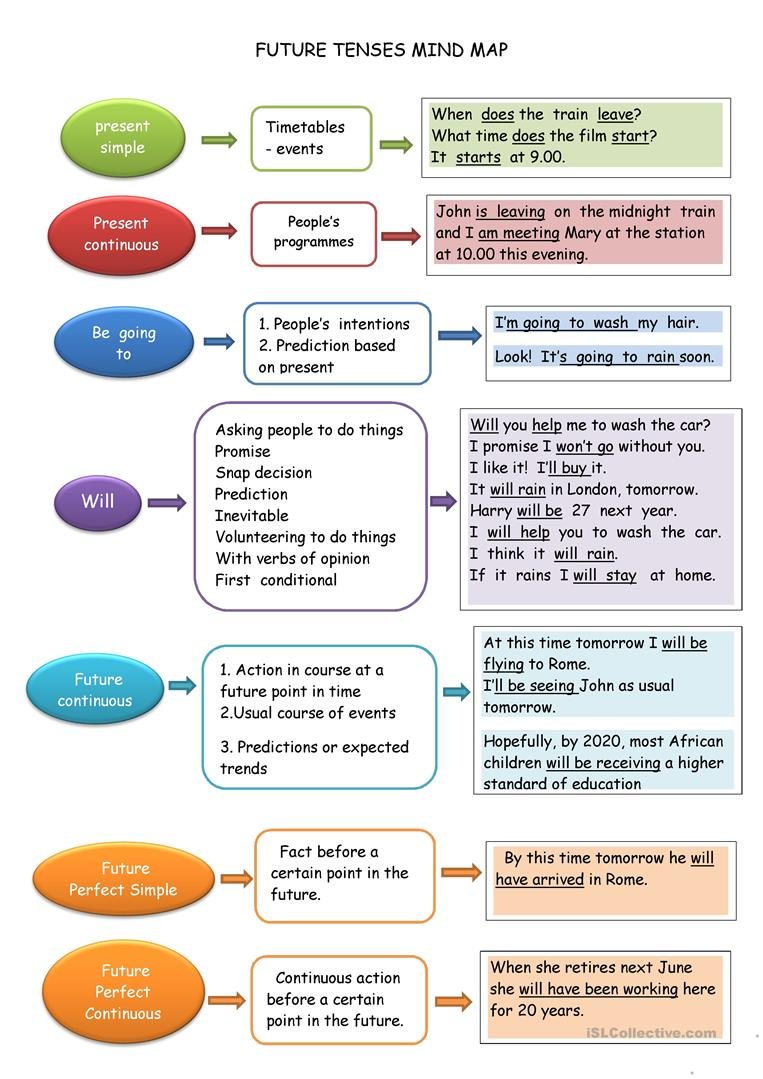 FUTURE TENSES MIND MAP
present
simple
Timetables
- events
When does the train leave?
What time does the film start?
It starts at 9.00.
Present
continuous
People's
programmes
John is leaving on the midnight train
and I am meeting Mary at the station
at 10.00 this evening.
Be going
to
1. People's intentions
2. Prediction based
on present
I'm going to wash my hair.
Look! It's going to rain soon.
Will
Asking people to do things
Promise
Snap decision
Prediction
Inevitable
Volunteering to do things
With verbs of opinion
First conditional
Will you help me to wash the car?
I promise I won't go without you.
I like it! I'll buy it.
It will rain in London, tomorrow.
Harry will be 27 next year.
I will help you to wash the car.
I think it will rain.
If it rains I will stay at home.
Future
continuous
1. Action in course at a
future point in time
2.Usual course of events
3. Predictions or expected
trends
At this time tomorrow I will be
flying to Rome.
I'll be seeing John as usual
tomorrow.
Hopefully, by 2020, most African
children will be receiving a higher
standard of education
Future
Perfect Simple
Fact before a
certain point in the
future.
By this time tomorrow he will
have arrived in Rome.
Future
Perfect
Continuous
Continuous action
before a certain
point in the future.
When she retires next June
she will have been working here
for 20 years.
iSLCollective.com